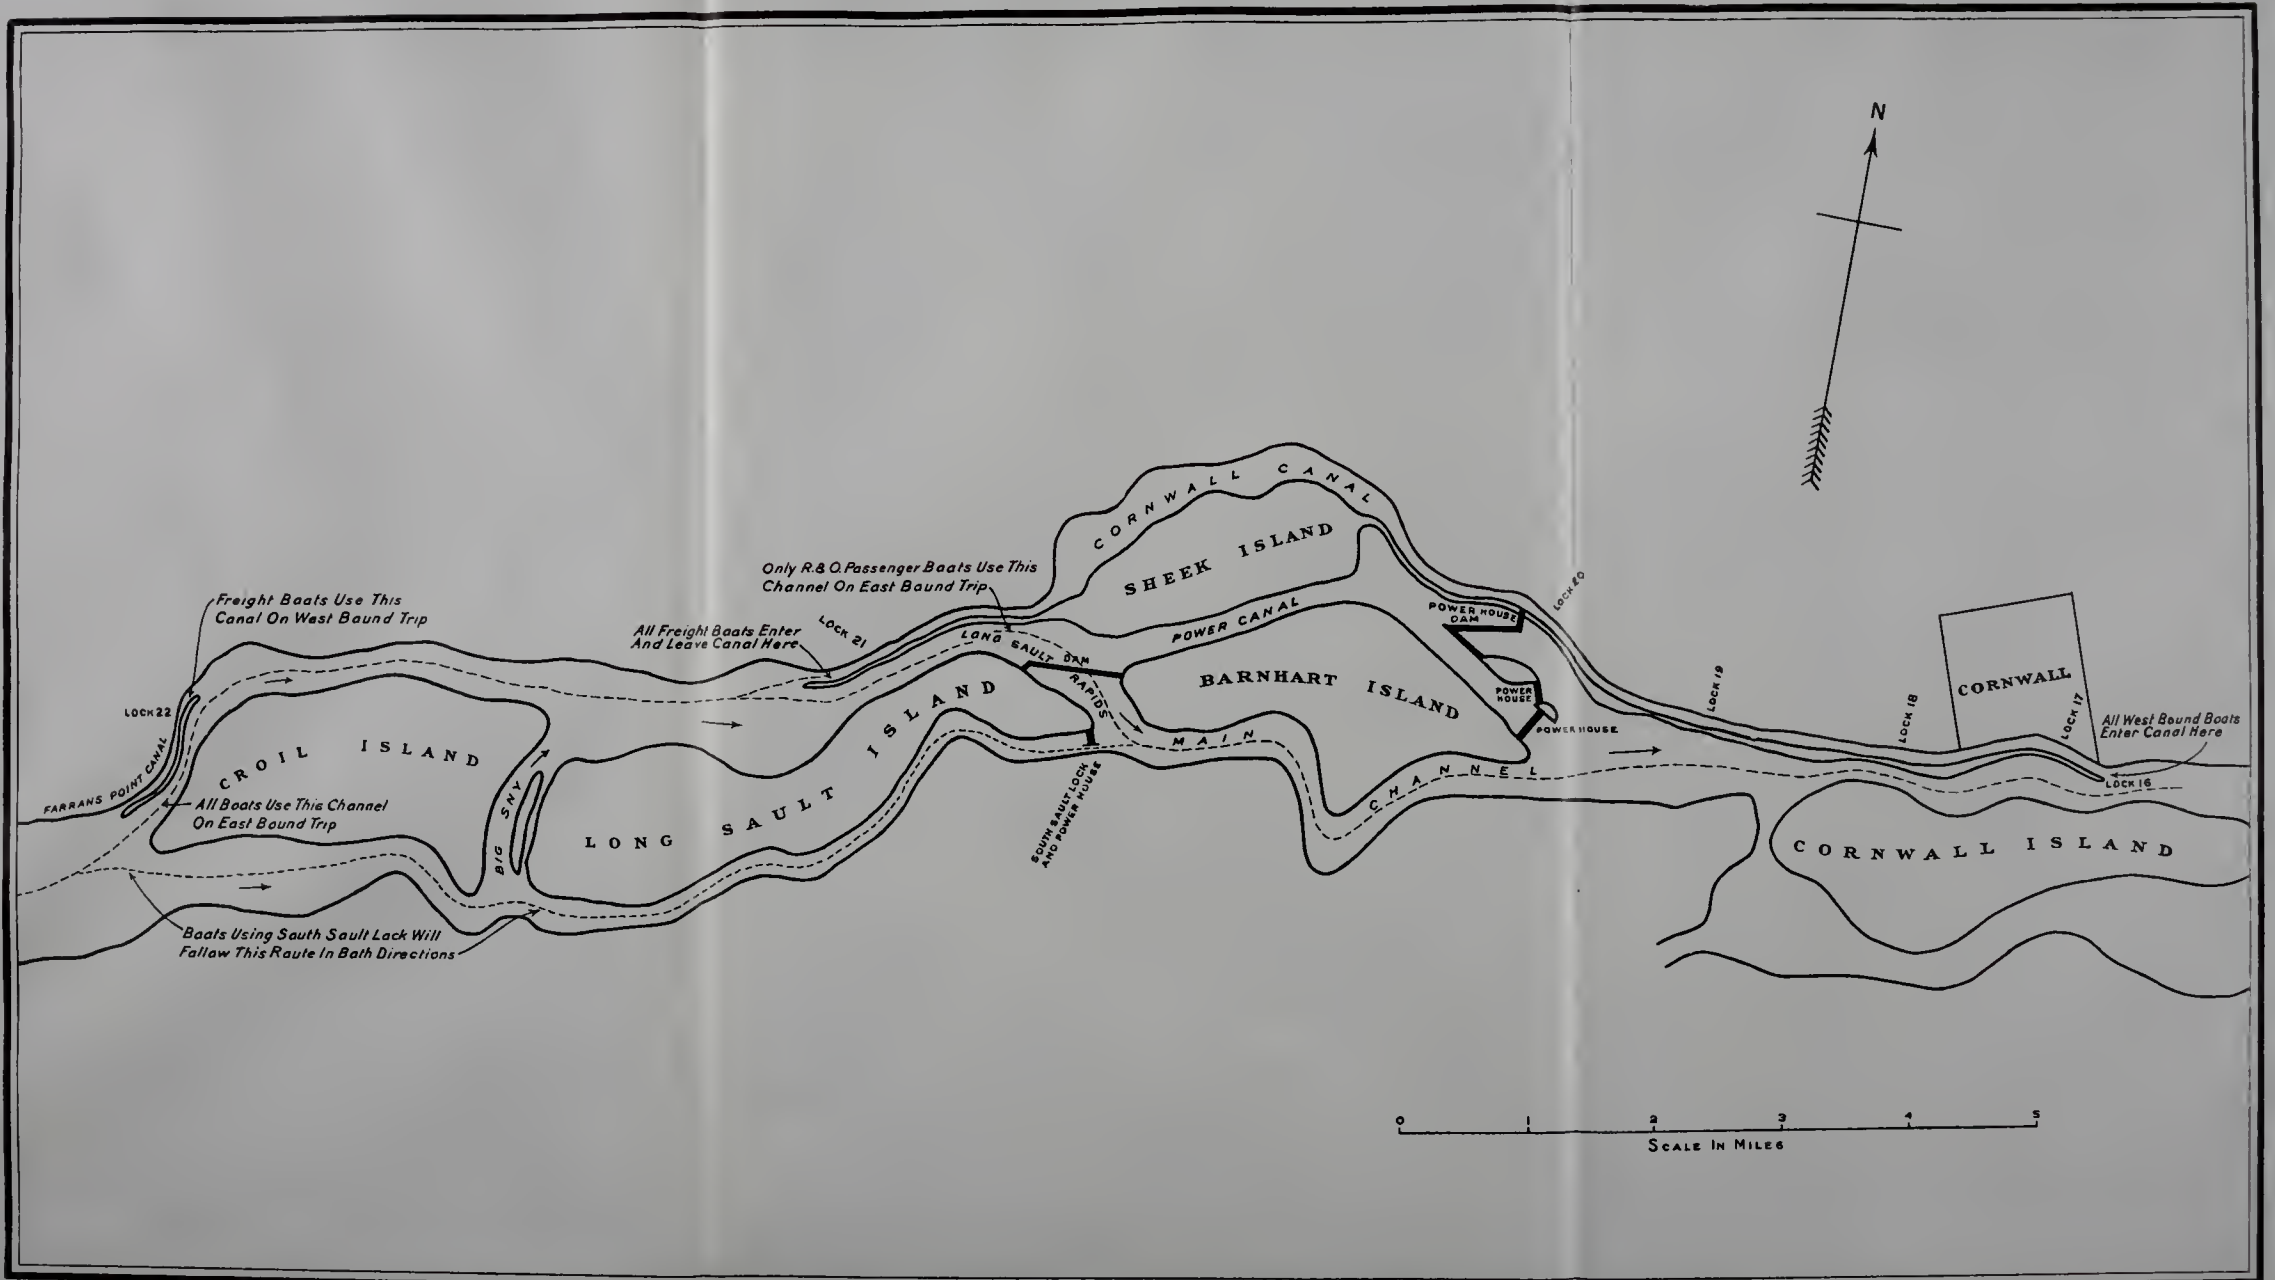 N
CORNWALL CANAL
SHEEK ISLAND
Only R.& O. Passenger Boats Use This
Channel On East Bound Trip
Freight Boats Use This
Canal On West Bound Trip
All Freight Boats Enter
And Leave Canal Here
LOCK 21
LOCK 20
POWER HOUSE
DAM
POWER CANAL
LONG SAULT DAM
RAPIDS
BARNHART ISLAND
POWER
HOUSE
POWER HOUSE
LOCK 19
LOCK 18
CORNWALL
LOCK 17
All West Bound Boats
Enter Canal Here
LOCK 16
LOCK 22
FARRANS POINT CANAL
CROIL ISLAND
All Boats Use This Channel
On East Bound Trip
BIG SNY
LONG SAULT ISLAND
MAIN CHANNEL
SOUTH SAULT LOCK
AND POWER HOUSE
CORNWALL ISLAND
Boats Using South Sault Lock Will
Follow This Route In Both Directions
0 1 2 3 4 5
SCALE IN MILES